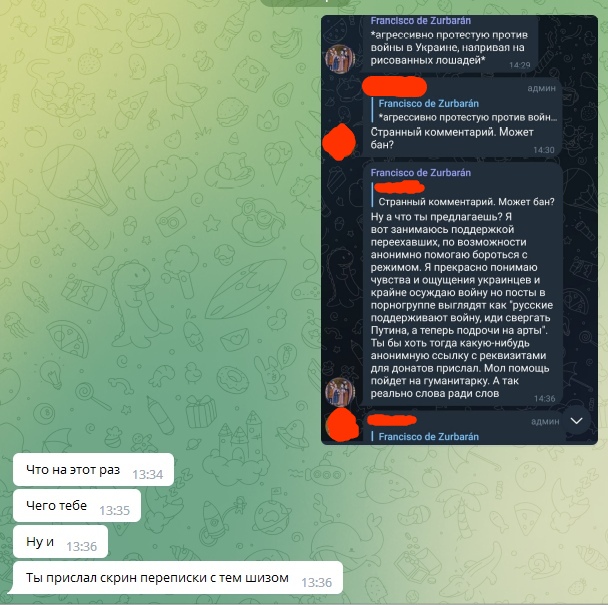 Francisco de Zurbarán
*агрессивно протестую против
войны в Украине, напривая на
рисованных лошадей*
14:29
админ
Francisco de Zurbarán
*агрессивно протестую против войн...
Странный комментарий. Может
бан?
14:30
Francisco de Zurbarán
Странный комментарий. Может бан?
Ну а что ты предлагаешь? Я
вот занимаюсь поддержкой
переехавших, по возможности
анонимно помогаю бороться с
режимом. Я прекрасно понимаю
чувства и ощущения украинцев и
крайне осуждаю войну но посты в
порногруппе выглядят как "русские
поддерживают войну, иди свергать
Путина, а теперь подрочи на арты".
Ты бы хоть тогда какую-нибудь
анонимную ссылку с реквизитами
для донатов прислал. Мол помощь
пойдет на гуманитарку. А так
реально слова ради слов
14:36
админ
Francisco de Zurbarán
Что на этот раз 13:34
Чего тебе 13:35
Ну и 13:36
Ты прислал скрин переписки с тем шизом 13:36